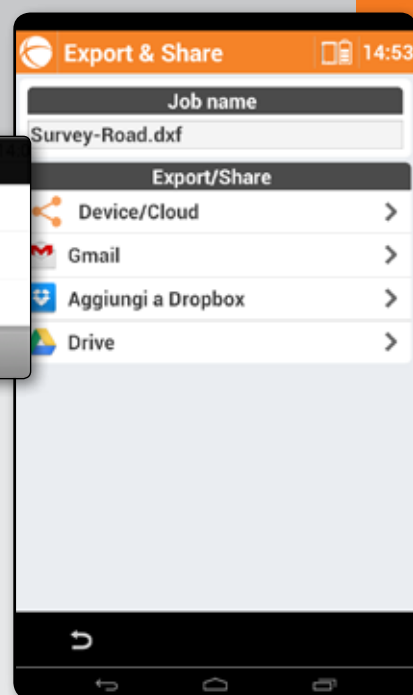 Export & Share 14:53
Job name
Survey-Road.dxf
Export/Share
Device/Cloud
Gmail
Aggiungi a Dropbox
Drive